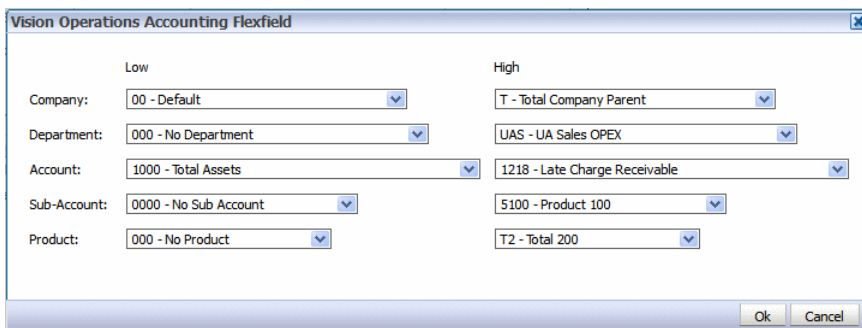 Vision Operations Accounting Flexfield
Low High
Company: 00 - Default T - Total Company Parent
Department: 000 - No Department UAS - UA Sales OPEX
Account: 1000 - Total Assets 1218 - Late Charge Receivable
Sub-Account: 0000 - No Sub Account 5100 - Product 100
Product: 000 - No Product T2 - Total 200
Ok Cancel